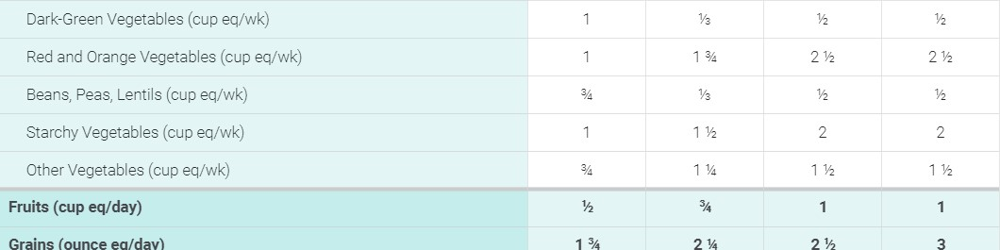 Dark-Green Vegetables (cup eq/wk) 1 ⅓ ½ ½
Red and Orange Vegetables (cup eq/wk) 1 1 ¾ 2 ½ 2 ½
Beans, Peas, Lentils (cup eq/wk) ¾ ⅓ ½ ½
Starchy Vegetables (cup eq/wk) 1 1 ½ 2 2
Other Vegetables (cup eq/wk) ¾ 1 ¼ 1 ½ 1 ½
Fruits (cup eq/day) ½ ¾ 1 1
Grains (ounce eq/day) 1 ¾ 2 ¼ 2 ½ 3